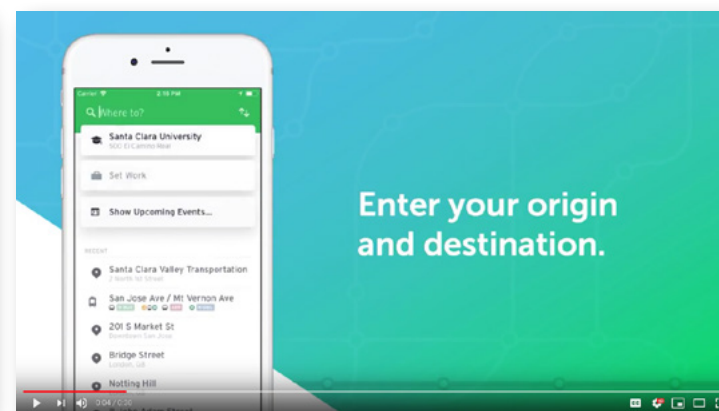 Carrier 2:18 PM
Where to?
Santa Clara University
500 El Camino Real
Set Work
Show Upcoming Events...
RECENT
Santa Clara Valley Transportation
San Jose Ave / Mt Vernon Ave
201 S Market St
Downtown San Jose
Bridge Street
London, GB
Notting Hill
Enter your origin
and destination.
0:04 / 0:30
CC